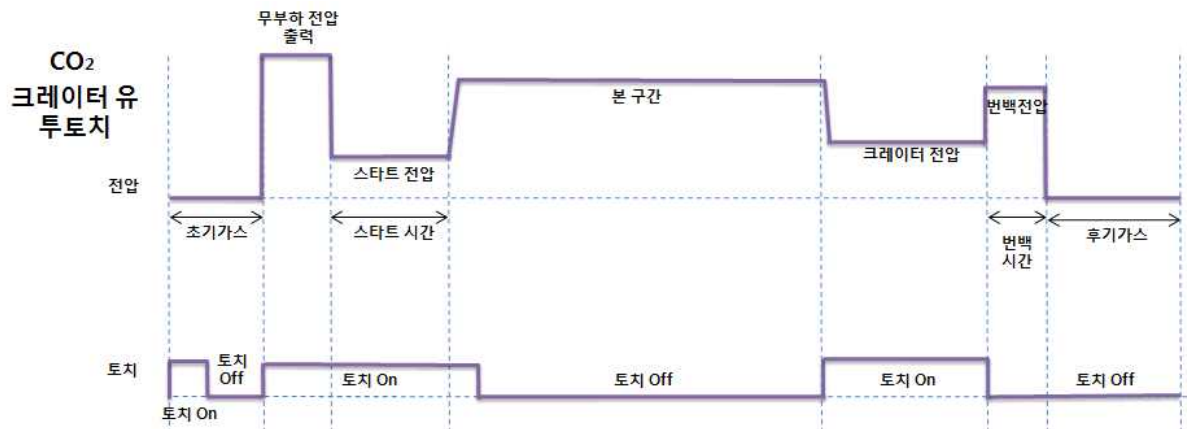 무부하 전압
출력
CO₂
크레이터 유
투토치
본 구간
번백전압
스타트 전압
크레이터 전압
전압
초기가스
스타트 시간
번백
시간
후기가스
토치
토치
Off
토치 On
토치 On
토치 Off
토치 On
토치 Off